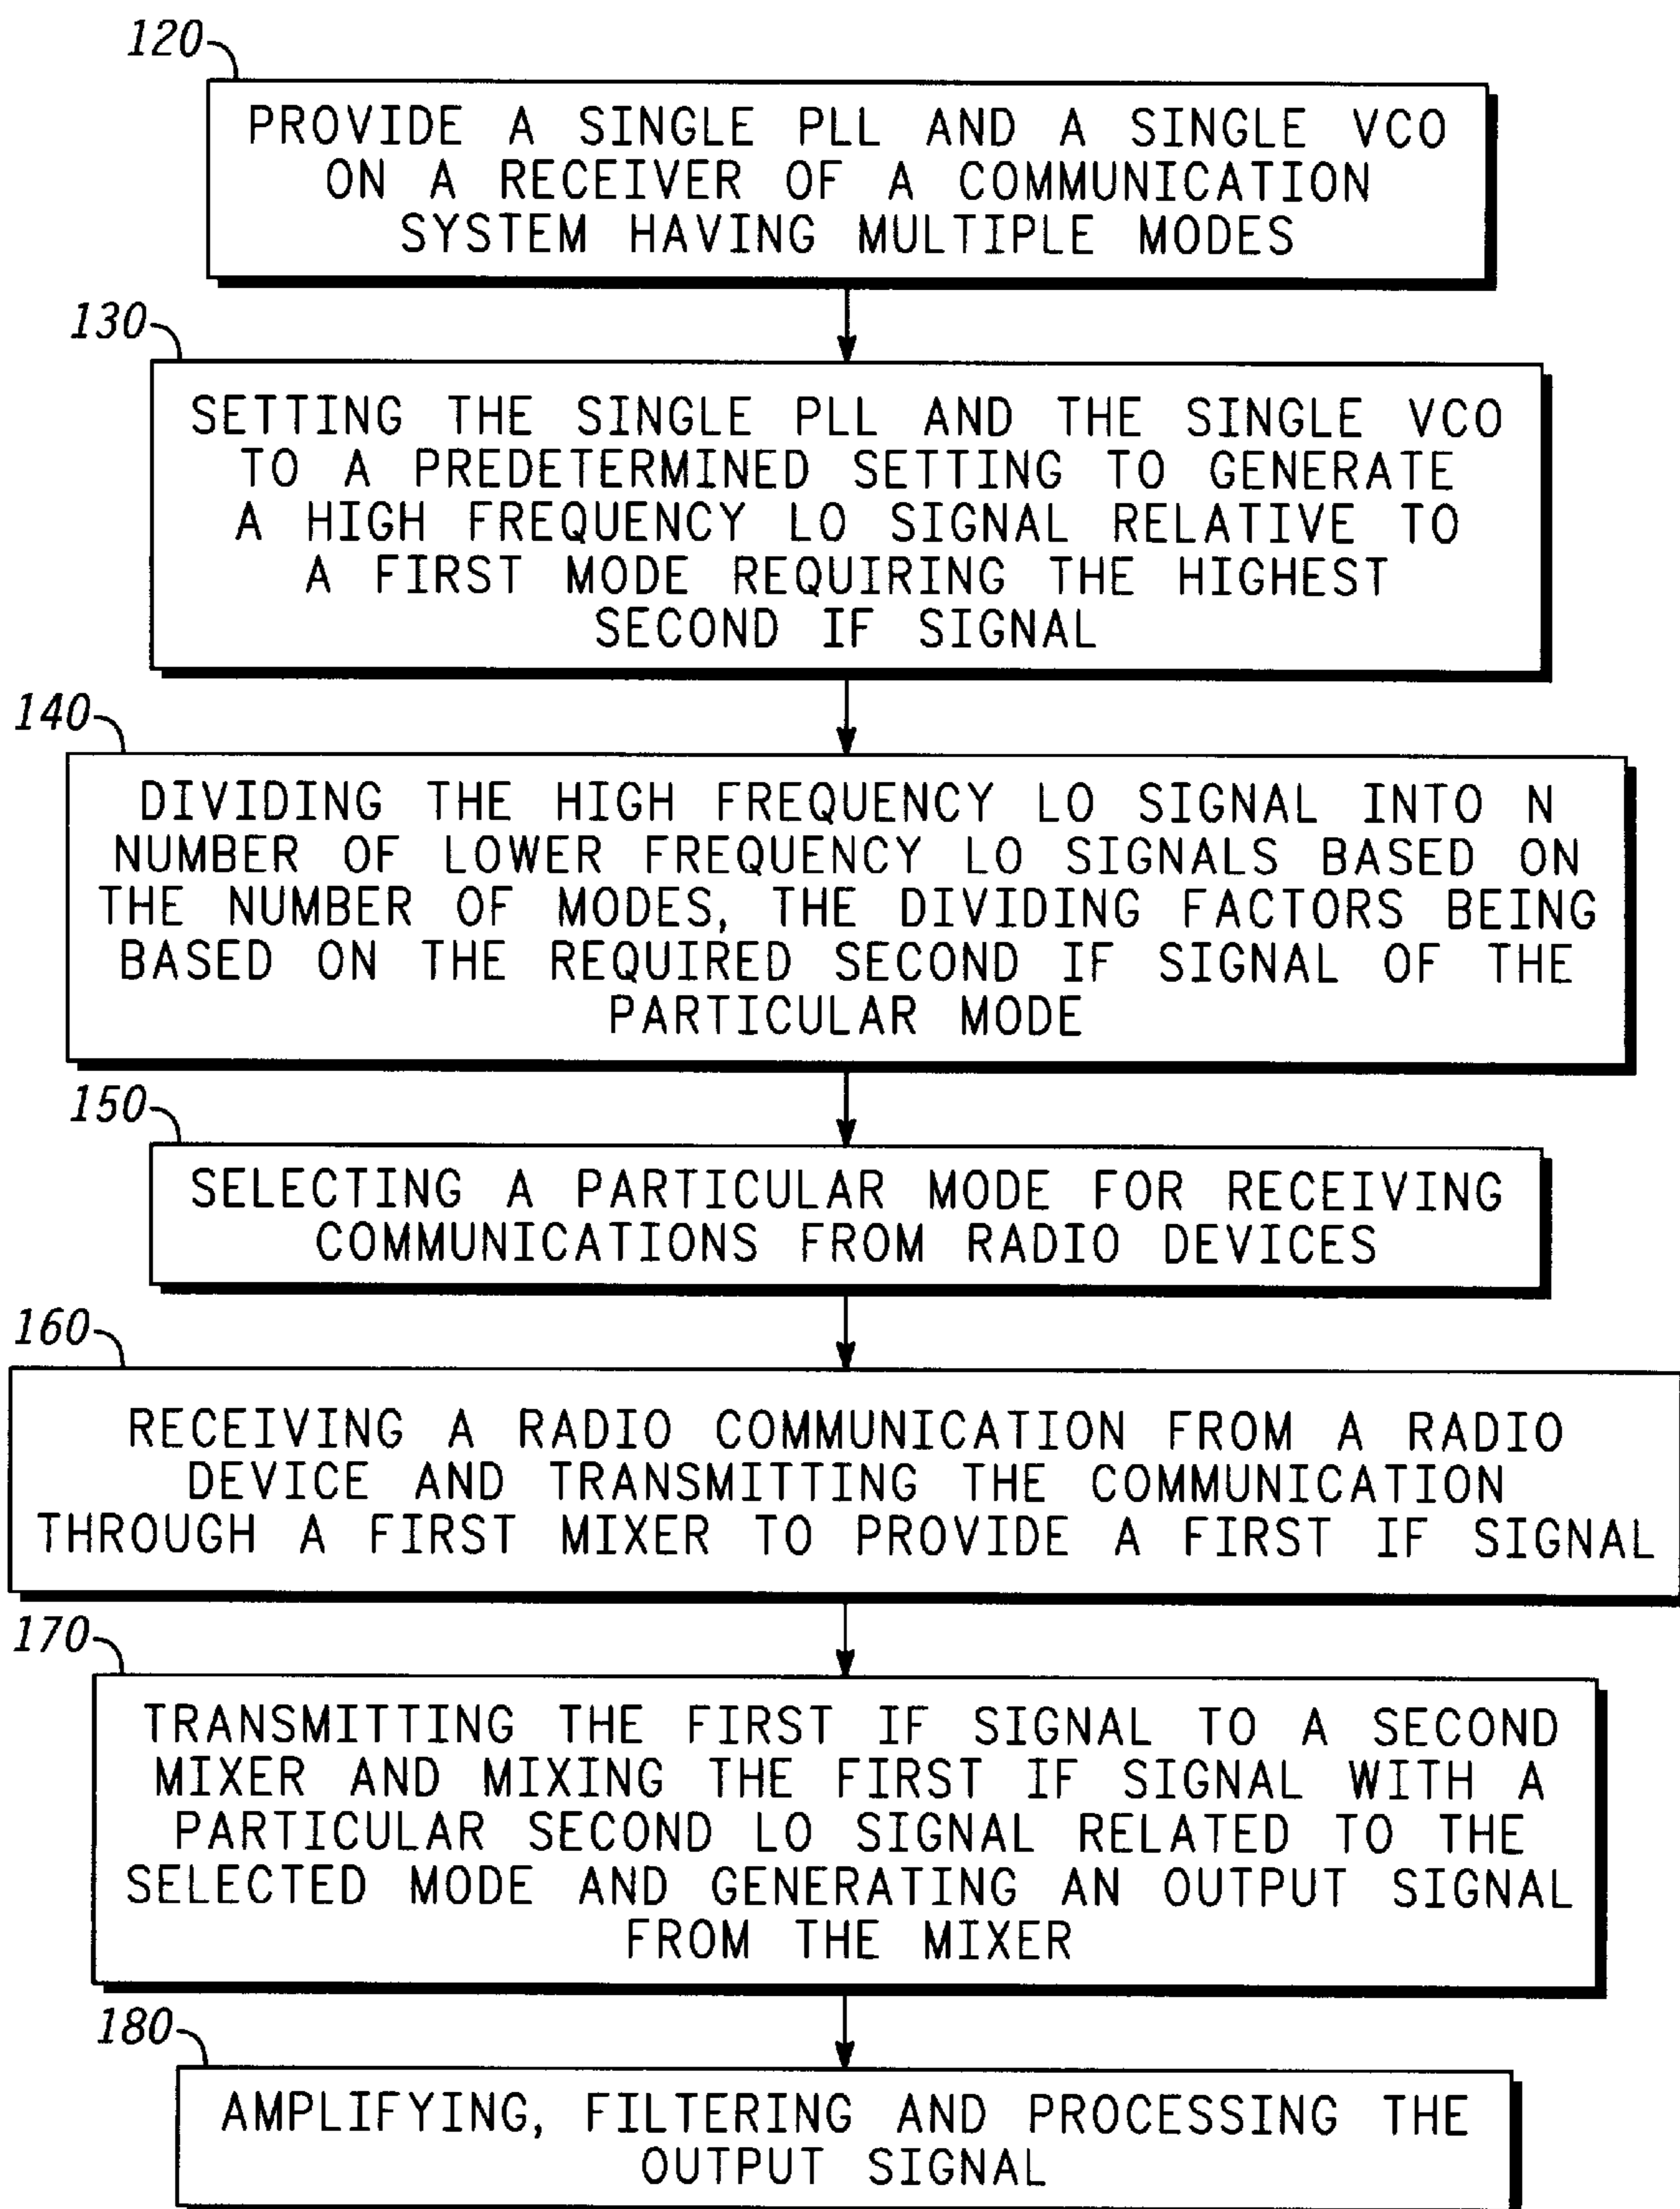 120
PROVIDE A SINGLE PLL AND A SINGLE VCO
ON A RECEIVER OF A COMMUNICATION
SYSTEM HAVING MULTIPLE MODES
130
SETTING THE SINGLE PLL AND THE SINGLE VCO
TO A PREDETERMINED SETTING TO GENERATE
A HIGH FREQUENCY LO SIGNAL RELATIVE TO
A FIRST MODE REQUIRING THE HIGHEST
SECOND IF SIGNAL
140
DIVIDING THE HIGH FREQUENCY LO SIGNAL INTO N
NUMBER OF LOWER FREQUENCY LO SIGNALS BASED ON
THE NUMBER OF MODES, THE DIVIDING FACTORS BEING
BASED ON THE REQUIRED SECOND IF SIGNAL OF THE
PARTICULAR MODE
150
SELECTING A PARTICULAR MODE FOR RECEIVING
COMMUNICATIONS FROM RADIO DEVICES
160
RECEIVING A RADIO COMMUNICATION FROM A RADIO
DEVICE AND TRANSMITTING THE COMMUNICATION
THROUGH A FIRST MIXER TO PROVIDE A FIRST IF SIGNAL
170
TRANSMITTING THE FIRST IF SIGNAL TO A SECOND
MIXER AND MIXING THE FIRST IF SIGNAL WITH A
PARTICULAR SECOND LO SIGNAL RELATED TO THE
SELECTED MODE AND GENERATING AN OUTPUT SIGNAL
FROM THE MIXER
180
AMPLIFYING, FILTERING AND PROCESSING THE
OUTPUT SIGNAL